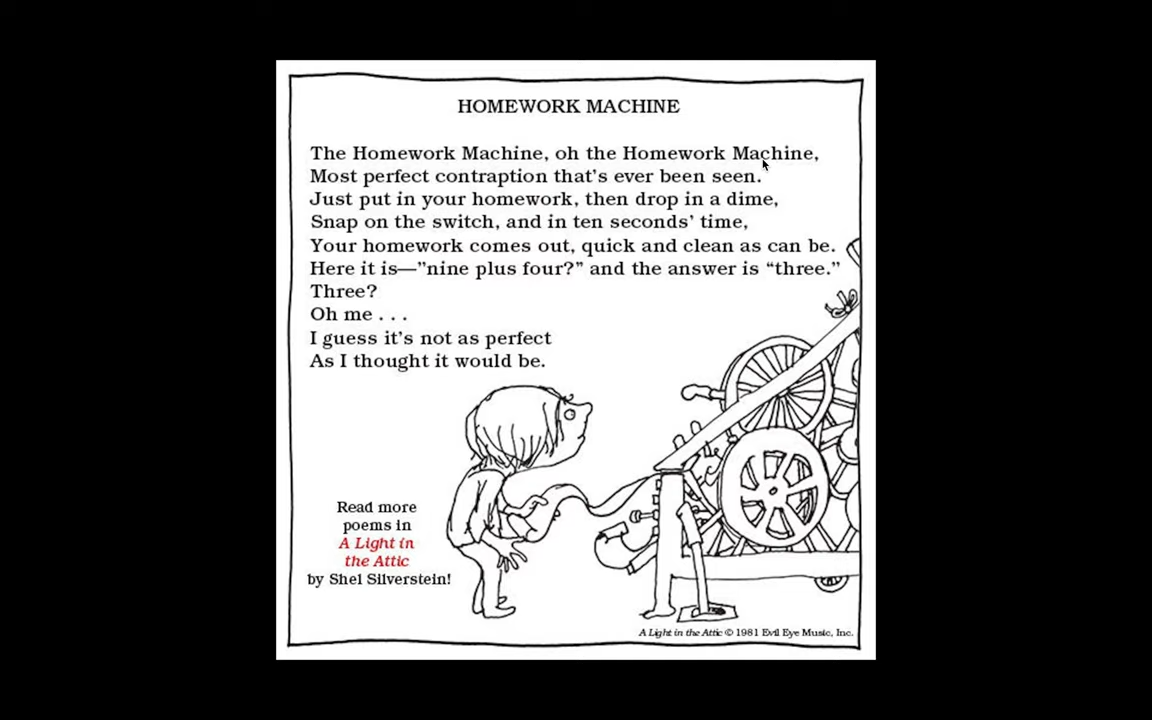 HOMEWORK MACHINE
The Homework Machine, oh the Homework Machine,
Most perfect contraption that's ever been seen.
Just put in your homework, then drop in a dime,
Snap on the switch, and in ten seconds' time,
Your homework comes out, quick and clean as can be.
Here it is—”nine plus four?” and the answer is “three.”
Three?
Oh me . . .
I guess it's not as perfect
As I thought it would be.
Read more
poems in
A Light in
the Attic
by Shel Silverstein!
A Light in the Attic © 1981 Evil Eye Music, Inc.